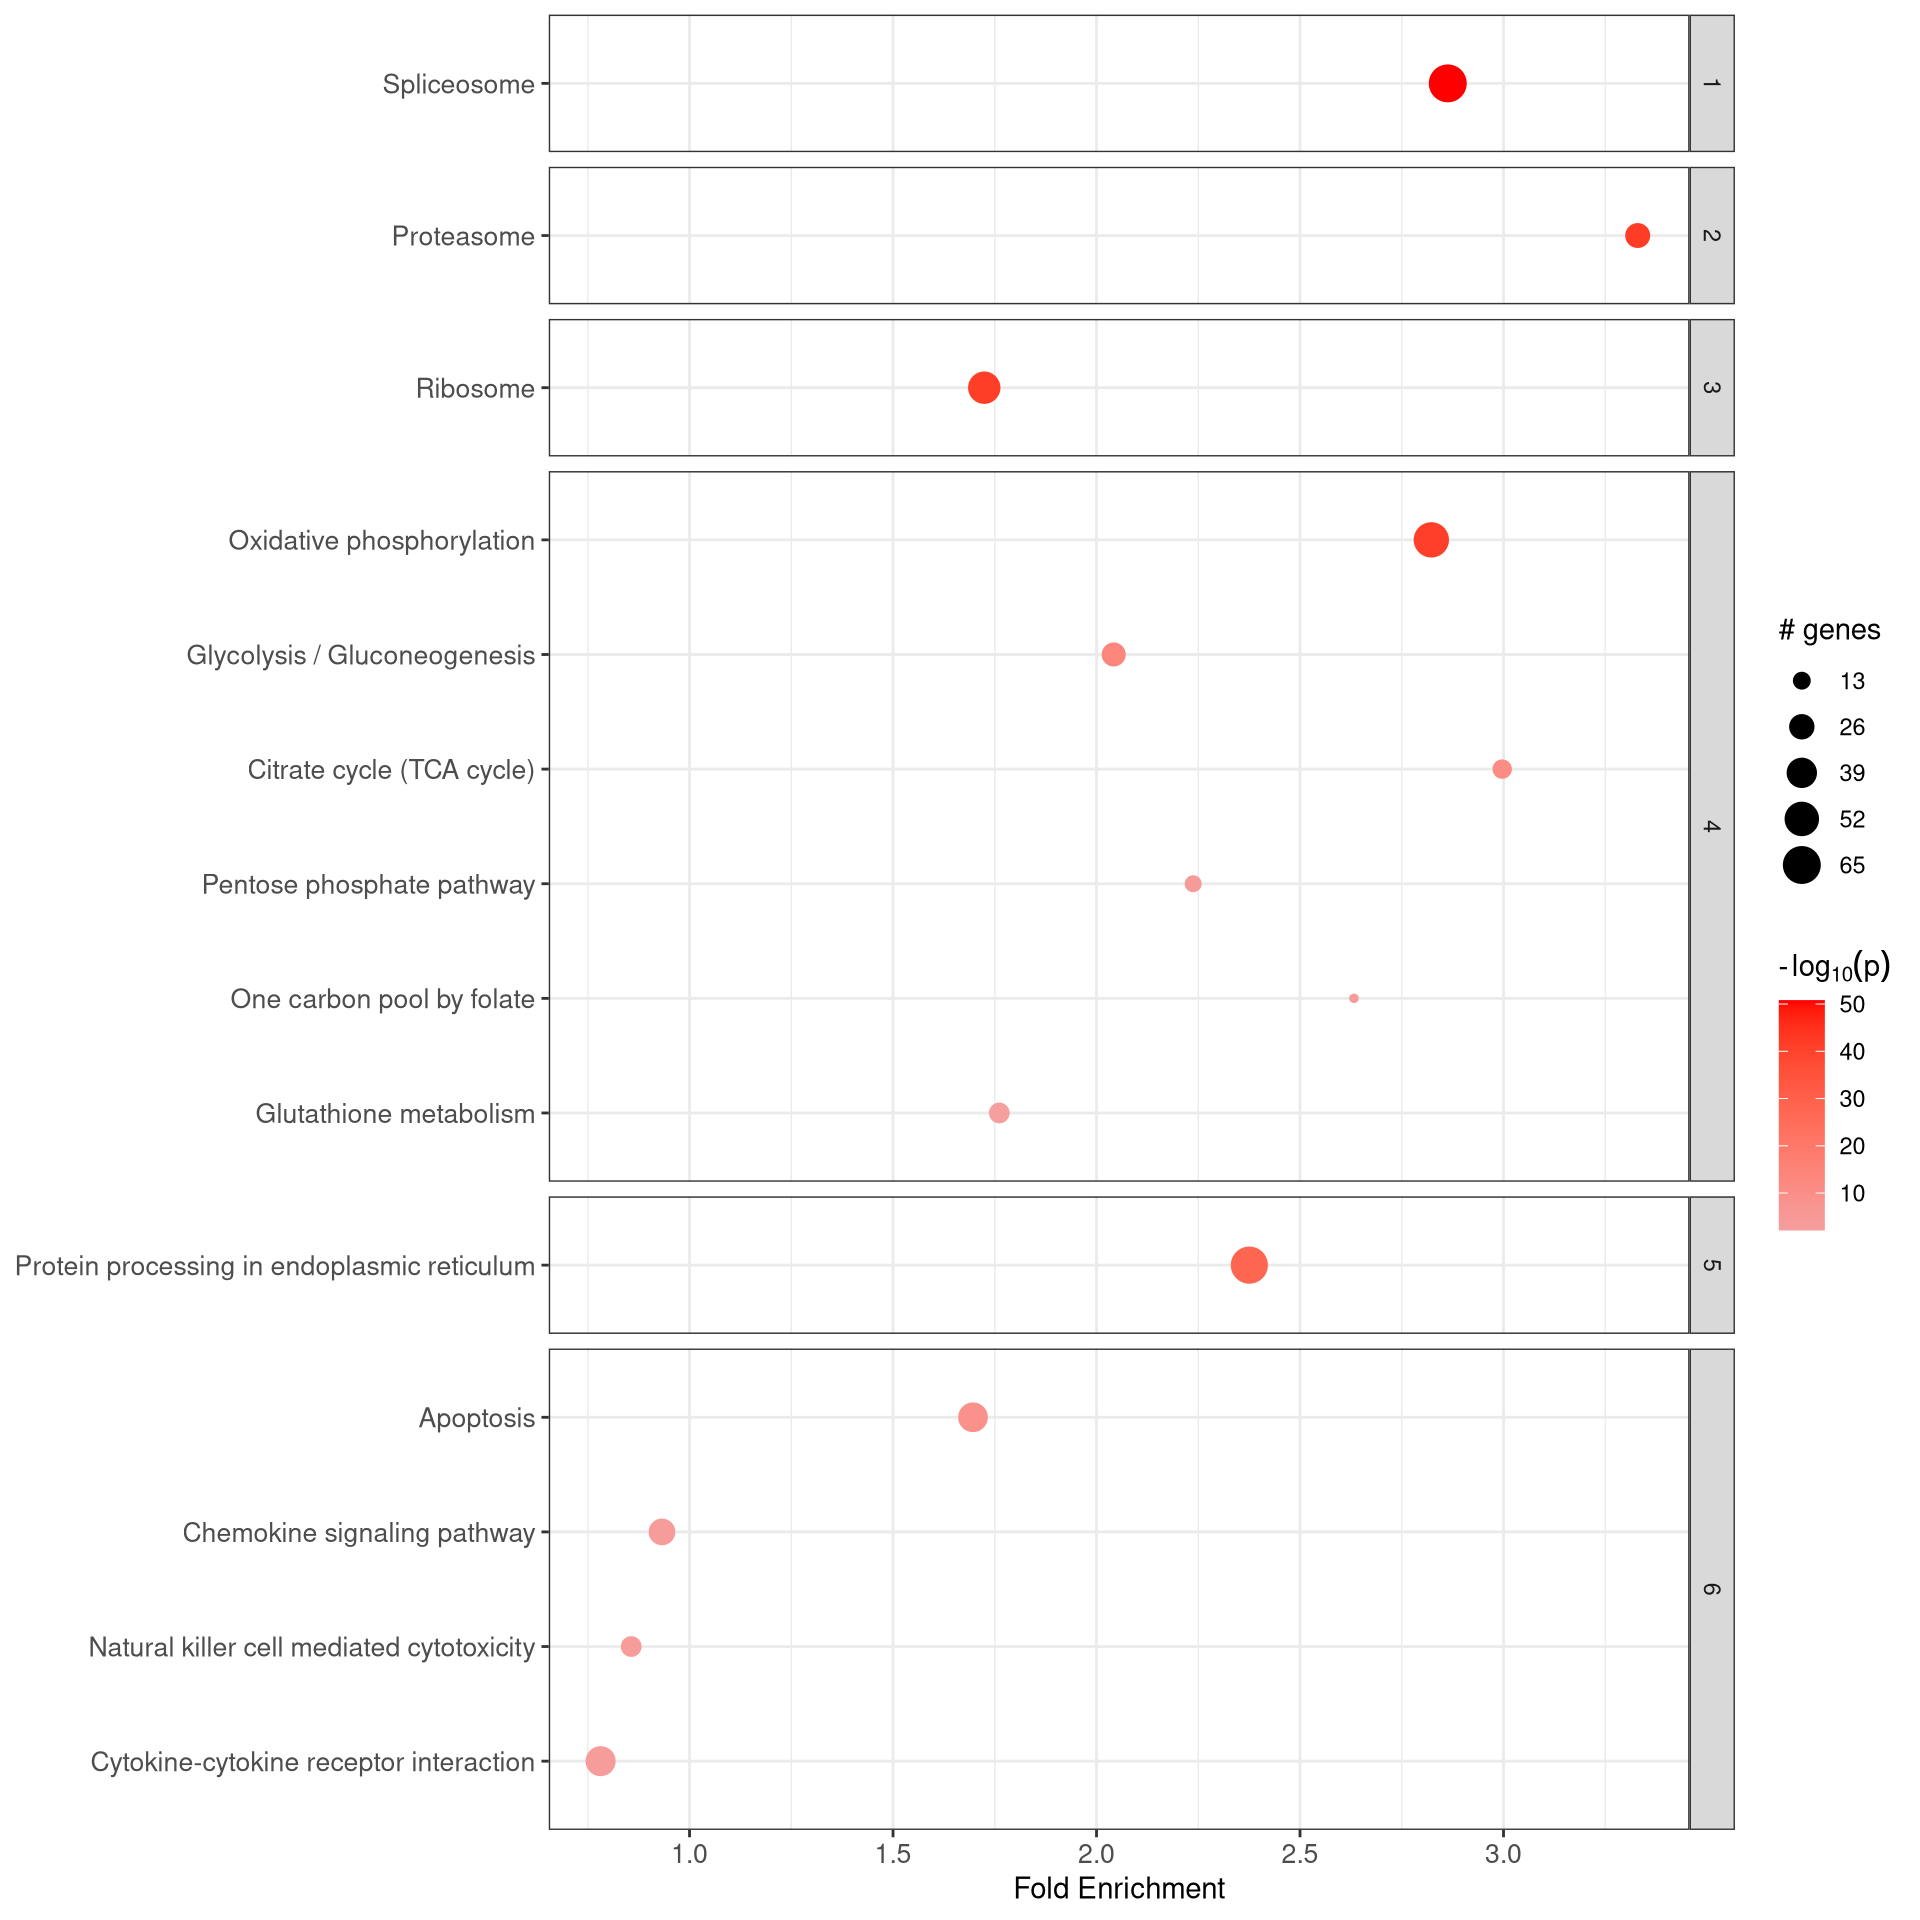 Spliceosome
1
Proteasome
2
Ribosome
3
Oxidative phosphorylation
Glycolysis / Gluconeogenesis
Citrate cycle (TCA cycle)
Pentose phosphate pathway
One carbon pool by folate
Glutathione metabolism
4
Protein processing in endoplasmic reticulum
5
Apoptosis
Chemokine signaling pathway
Natural killer cell mediated cytotoxicity
Cytokine-cytokine receptor interaction
6
1.0 1.5 2.0 2.5 3.0
Fold Enrichment
# genes
13
26
39
52
65
-log10(p)
50
40
30
20
10